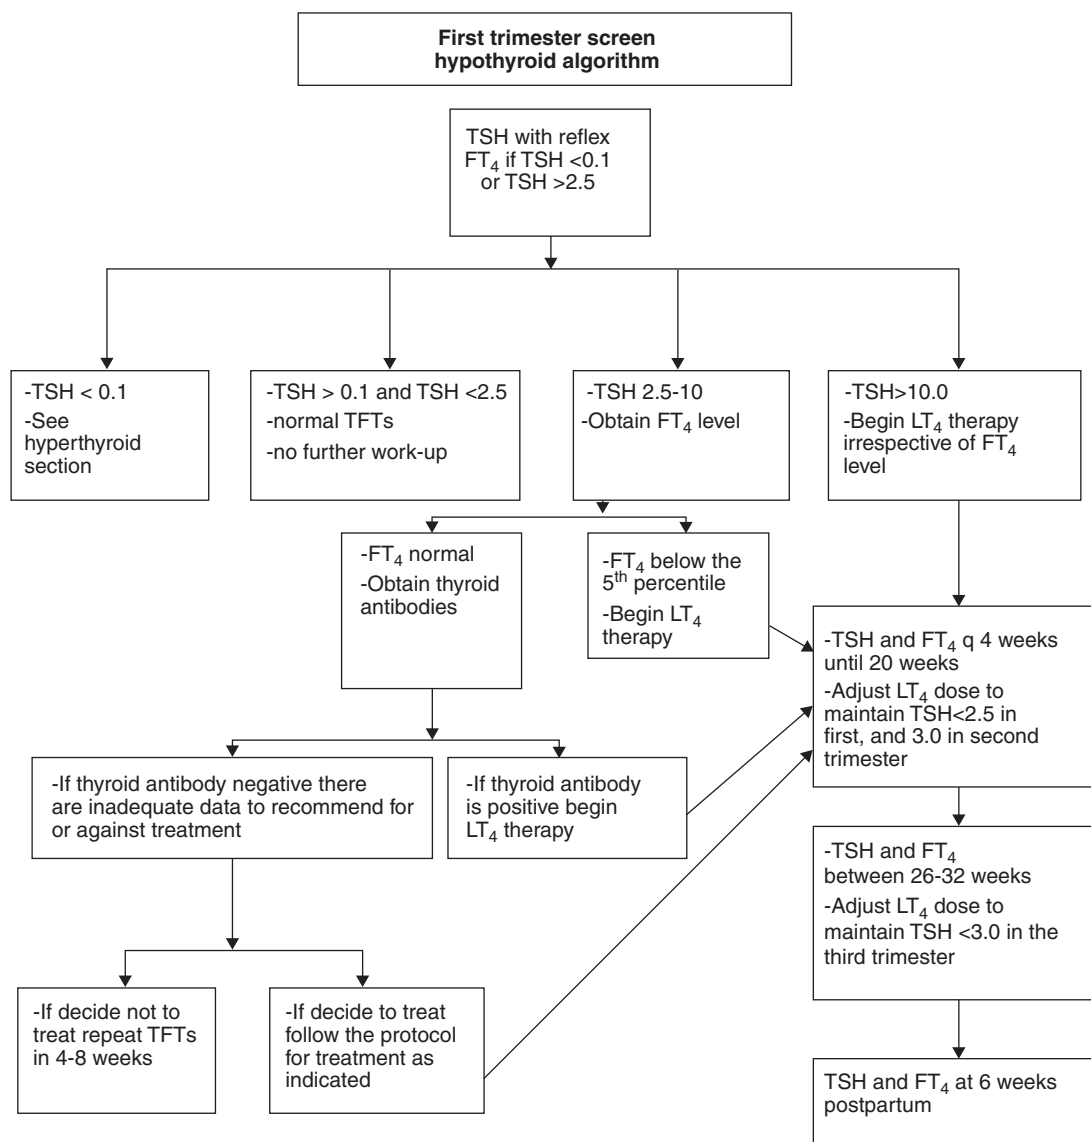 First trimester screen
hypothyroid algorithm
TSH with reflex
FT₄ if TSH <0.1
or TSH >2.5
-TSH < 0.1
-See
hyperthyroid
section
-TSH > 0.1 and TSH <2.5
-normal TFTs
-no further work-up
-TSH 2.5-10
-Obtain FT₄ level
-TSH>10.0
-Begin LT₄ therapy
irrespective of FT₄
level
-FT₄ normal
-Obtain thyroid
antibodies
-FT₄ below the
5th percentile
-Begin LT₄
therapy
-TSH and FT₄ q 4 weeks
until 20 weeks
-Adjust LT₄ dose to
maintain TSH<2.5 in
first, and 3.0 in second
trimester
-If thyroid antibody negative there
are inadequate data to recommend for
or against treatment
-If thyroid antibody
is positive begin
LT₄ therapy
-TSH and FT₄
between 26-32 weeks
-Adjust LT₄ dose to
maintain TSH <3.0 in the
third trimester
-If decide not to
treat repeat TFTs
in 4-8 weeks
-If decide to treat
follow the protocol
for treatment as
indicated
TSH and FT₄ at 6 weeks
postpartum